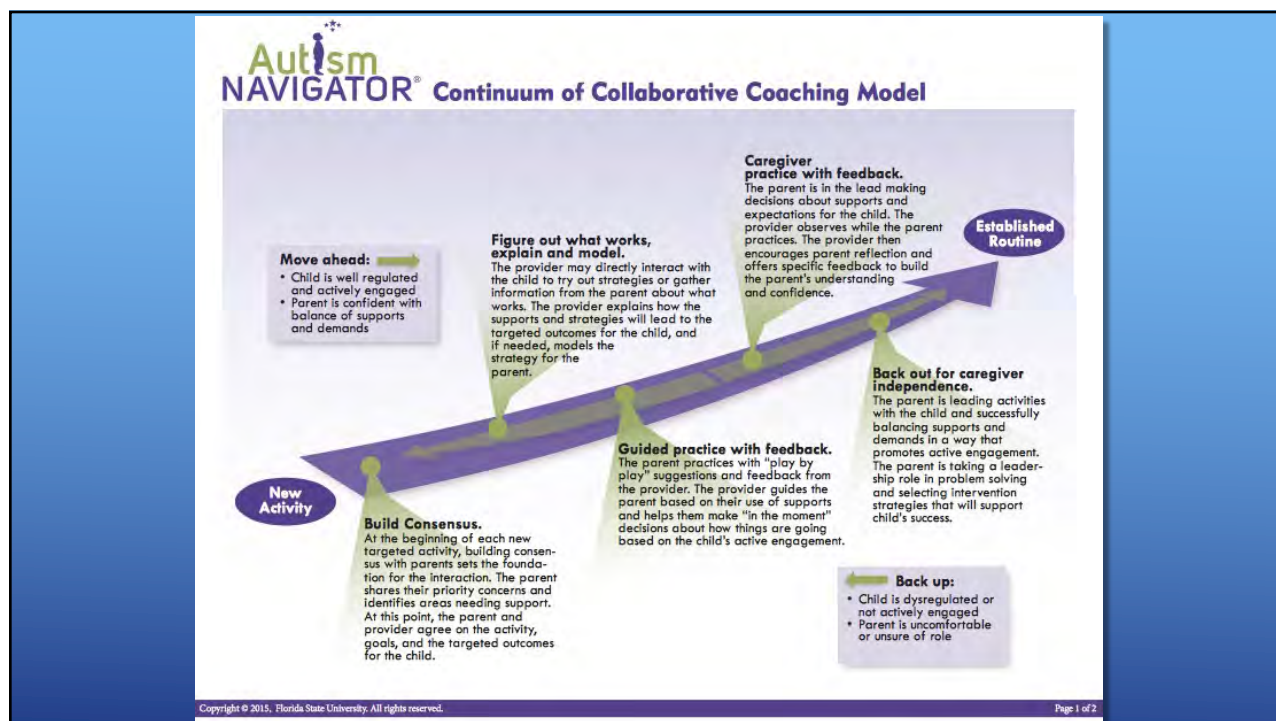 Autism
NAVIGATOR® Continuum of Collaborative Coaching Model
Move ahead:
• Child is well regulated
and actively engaged
• Parent is confident with
balance of supports
and demands
Figure out what works,
explain and model.
The provider may directly interact with
the child to try out strategies or gather
information from the parent about what
works. The provider explains how the
supports and strategies will lead to the
targeted outcomes for the child, and
if needed, models the
strategy for the
parent.
Caregiver
practice with feedback.
The parent is in the lead making
decisions about supports and
expectations for the child. The
provider observes while the parent
practices. The provider then
encourages parent reflection and
offers specific feedback to build
the parent's understanding
and confidence.
Established
Routine
New
Activity
Build Consensus.
At the beginning of each new
targeted activity, building consen-
sus with parents sets the founda-
tion for the interaction. The parent
shares their priority concerns and
identifies areas needing support.
At this point, the parent and
provider agree on the activity,
goals, and the targeted outcomes
for the child.
Guided practice with feedback.
The parent practices with "play by
play" suggestions and feedback from
the provider. The provider guides the
parent based on their use of supports
and helps them make "in the moment"
decisions about how things are going
based on the child's active engagement.
Back out for caregiver
independence.
The parent is leading activities
with the child and successfully
balancing supports and
demands in a way that
promotes active engagement.
The parent is taking a leader-
ship role in problem solving
and selecting intervention
strategies that will support
child's success.
Back up:
• Child is dysregulated or
not actively engaged
• Parent is uncomfortable
or unsure of role
Copyright © 2015, Florida State University. All rights reserved.
Page 1 of 2